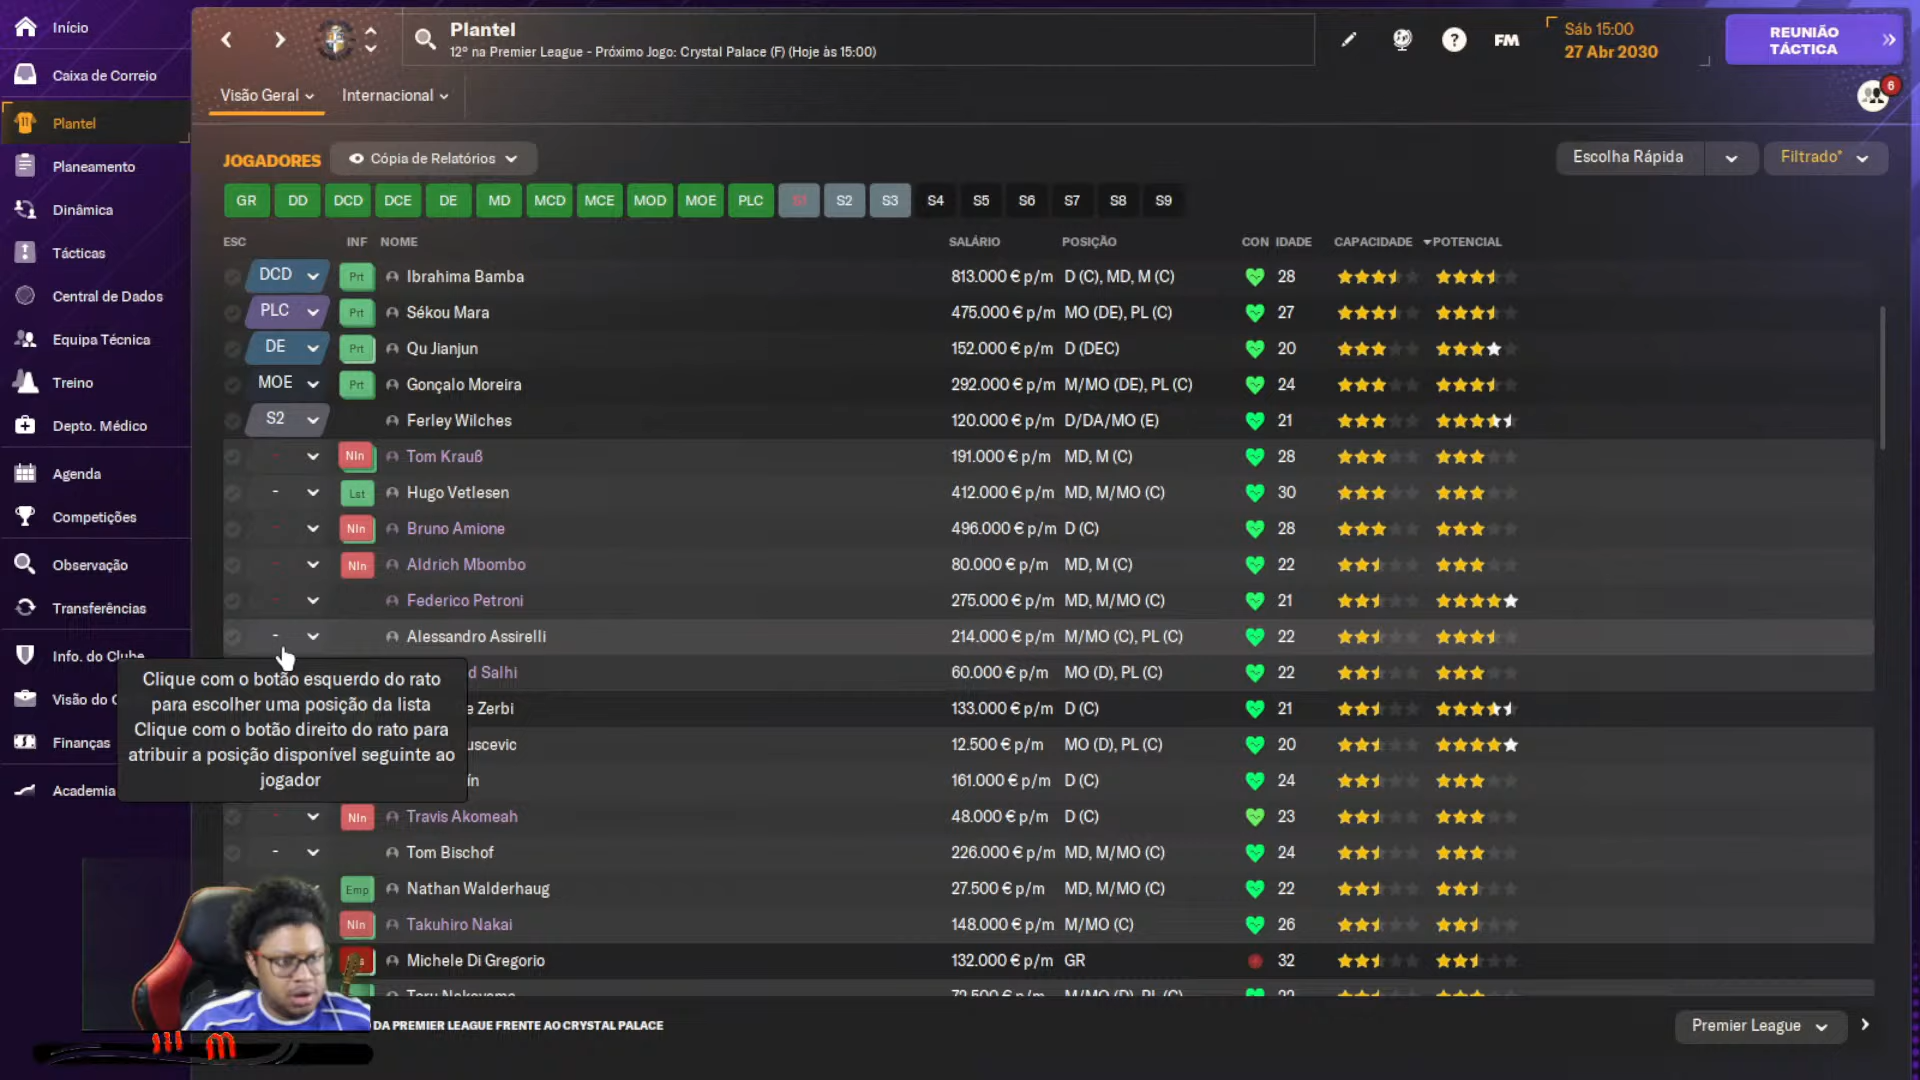 Início
Caixa de Correio
Plantel
Planeamento
Dinâmica
Tácticas
Central de Dados
Equipa Técnica
Treino
Depto. Médico
Agenda
Competições
Observação
Transferências
Info. do Clube
Visão do C
Finanças
Academia
Plantel
12º na Premier League - Próximo Jogo: Crystal Palace (F) (Hoje às 15:00)
? FM
Sáb 15:00
27 Abr 2030
REUNIÃO
TÁCTICA
6
Visão Geral Internacional
JOGADORES Cópia de Relatórios Escolha Rápida Filtrado*
GR DD DCD DCE DE MD MCD MCE MOD MOE PLC S1 S2 S3 S4 S5 S6 S7 S8 S9
ESC INF NOME SALÁRIO POSIÇÃO CON IDADE CAPACIDADE POTENCIAL
DCD Prt Ibrahima Bamba 813.000 € p/m D (C), MD, M (C) 28
PLC Prt Sékou Mara 475.000 € p/m MO (DE), PL (C) 27
DE Prt Qu Jianjun 152.000 € p/m D (DEC) 20
MOE Prt Gonçalo Moreira 292.000 € p/m M/MO (DE), PL (C) 24
S2 Ferley Wilches 120.000 € p/m D/DA/MO (E) 21
- NIn Tom Krauß 191.000 € p/m MD, M (C) 28
- Lst Hugo Vetlesen 412.000 € p/m MD, M/MO (C) 30
- NIn Bruno Amione 496.000 € p/m D (C) 28
- NIn Aldrich Mbombo 80.000 € p/m MD, M (C) 22
- Federico Petroni 275.000 € p/m MD, M/MO (C) 21
- Alessandro Assirelli 214.000 € p/m M/MO (C), PL (C) 22
d Salhi 60.000 € p/m MO (D), PL (C) 22
e Zerbi 133.000 € p/m D (C) 21
uscevic 12.500 € p/m MO (D), PL (C) 20
ín 161.000 € p/m D (C) 24
- NIn Travis Akomeah 48.000 € p/m D (C) 23
- Tom Bischof 226.000 € p/m MD, M/MO (C) 24
Emp Nathan Walderhaug 27.500 € p/m MD, M/MO (C) 22
NIn Takuhiro Nakai 148.000 € p/m M/MO (C) 26
Michele Di Gregorio 132.000 € p/m GR 32
Clique com o botão esquerdo do rato
para escolher uma posição da lista
Clique com o botão direito do rato para
atribuir a posição disponível seguinte ao
jogador
DA PREMIER LEAGUE FRENTE AO CRYSTAL PALACE
Premier League